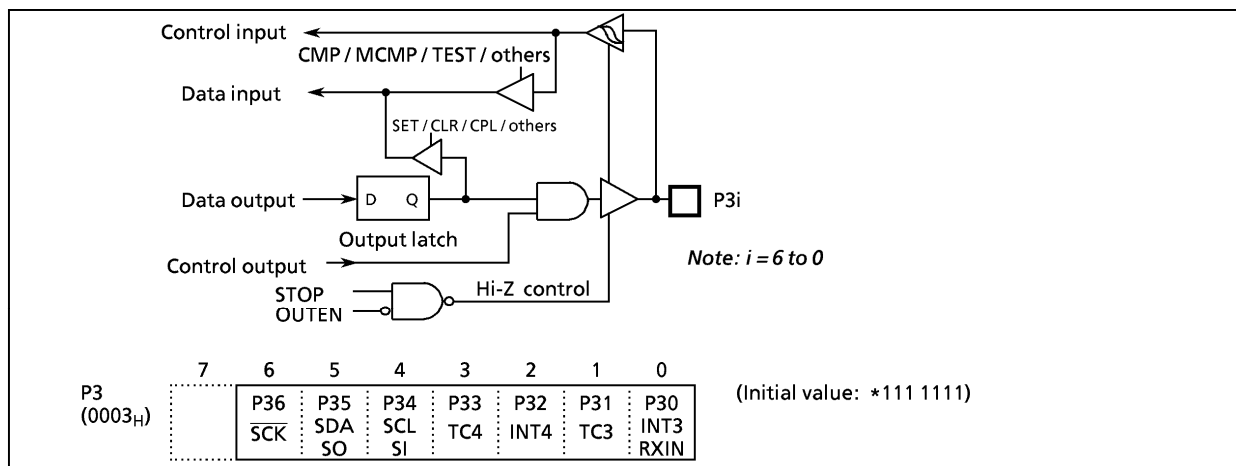 Control input
CMP / MCMP / TEST / others
Data input
SET / CLR / CPL / others
Data output
D Q
P3i
Output latch
Note: i = 6 to 0
Control output
STOP
Hi-Z control
OUTEN
7 6 5 4 3 2 1 0
P3
(0003H)
P36 P35 P34 P33 P32 P31 P30
SCK SDA SCL TC4 INT4 TC3 INT3
SO SI RXIN
(Initial value: *111 1111)